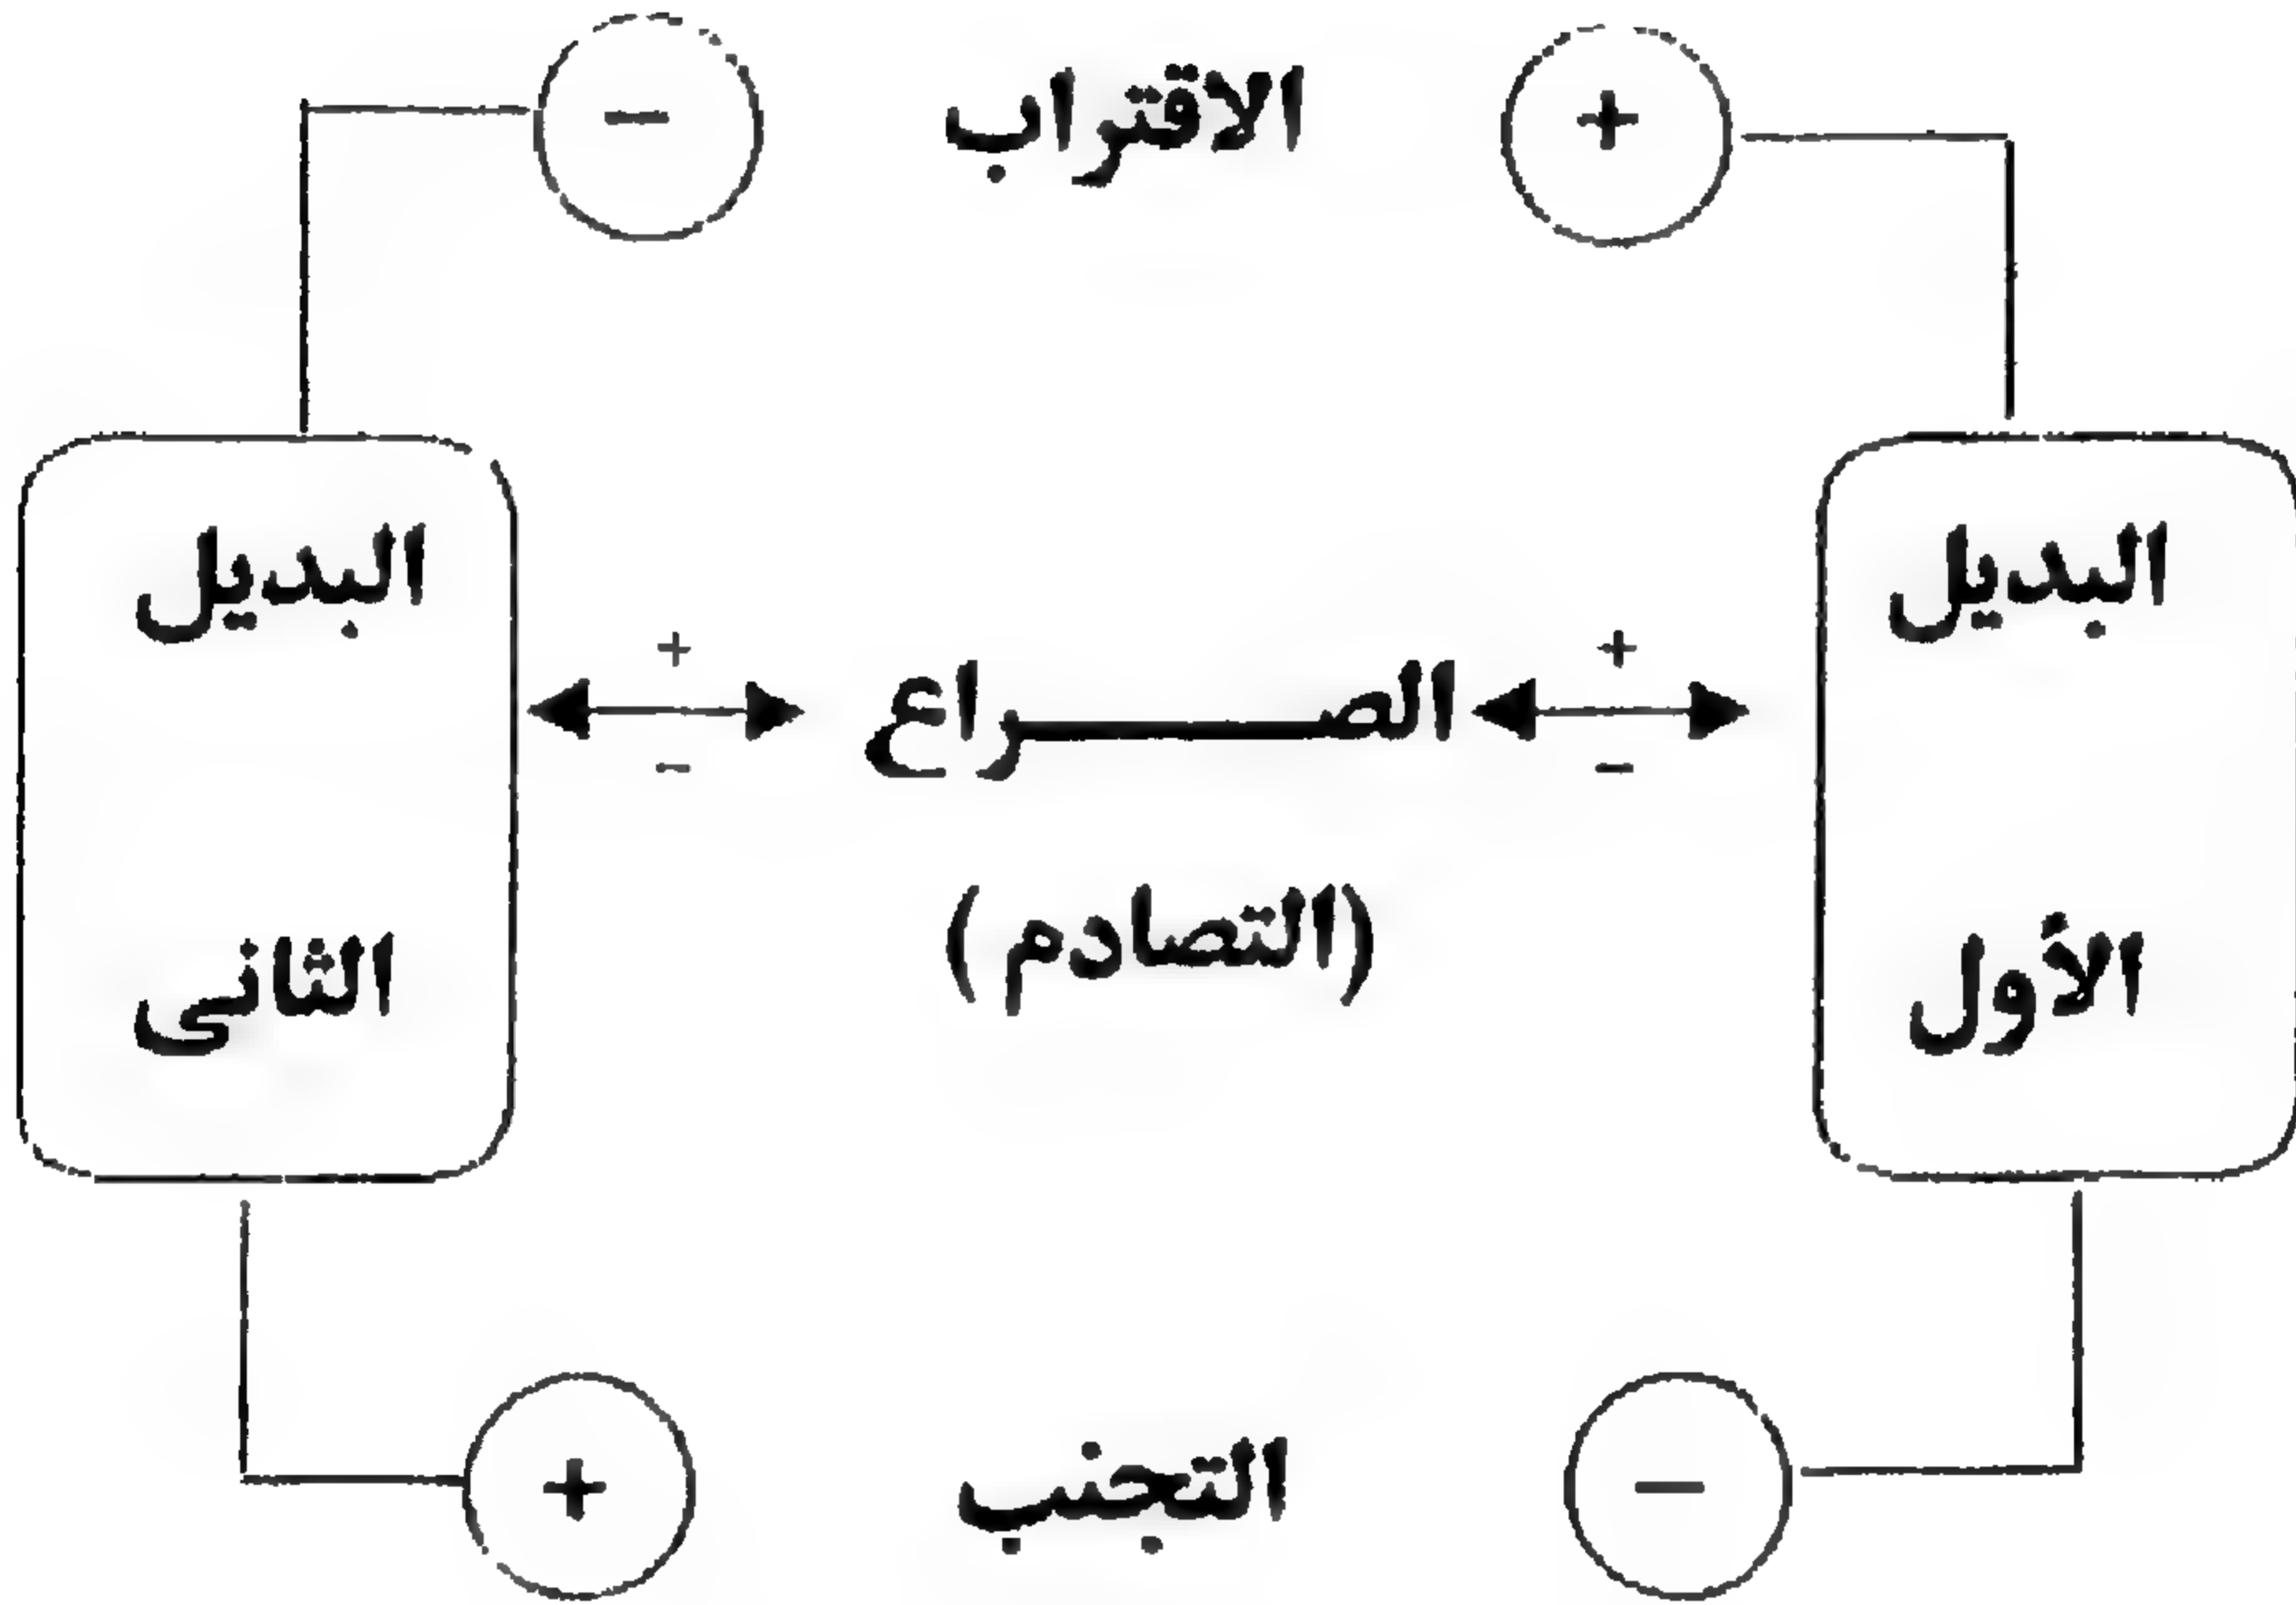 + الاقتراب −
البديل الأول
+
−
الصـــــراع
(التصادم)
+
−
البديل الثانى
− التجنب +